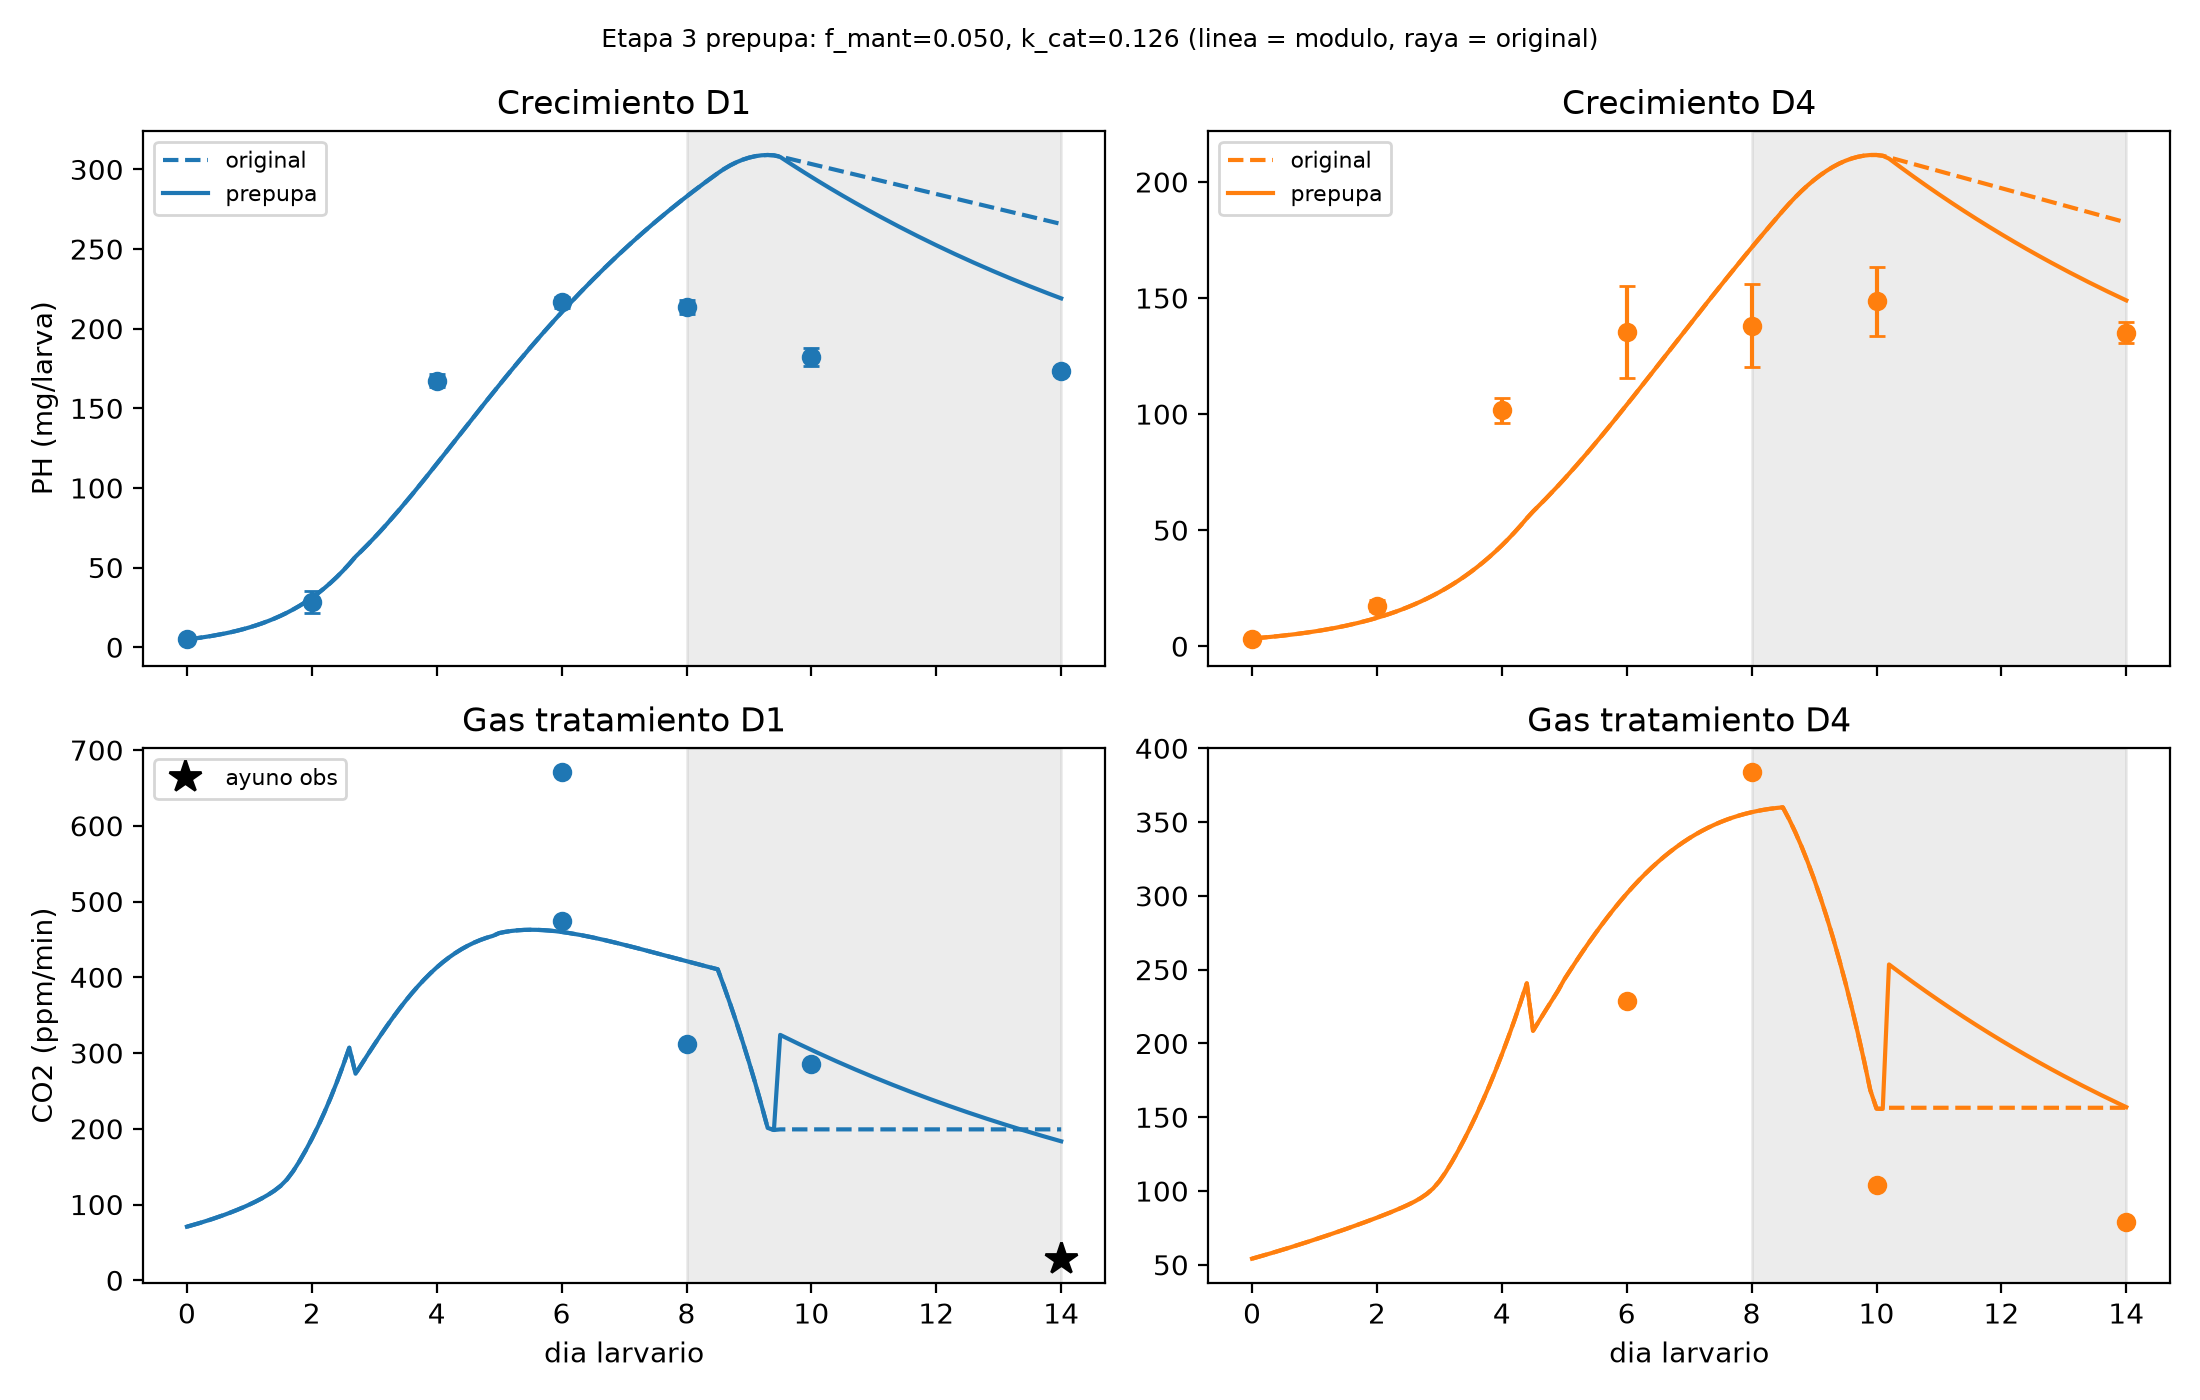 Etapa 3 prepupa: f_mant=0.050, k_cat=0.126 (linea = modulo, raya = original)
Crecimiento D1
original
prepupa
PH (mg/larva)
300
250
200
150
100
50
0
Crecimiento D4
original
prepupa
200
150
100
50
0
Gas tratamiento D1
ayuno obs
CO2 (ppm/min)
700
600
500
400
300
200
100
0
0 2 4 6 8 10 12 14
dia larvario
Gas tratamiento D4
400
350
300
250
200
150
100
50
0 2 4 6 8 10 12 14
dia larvario